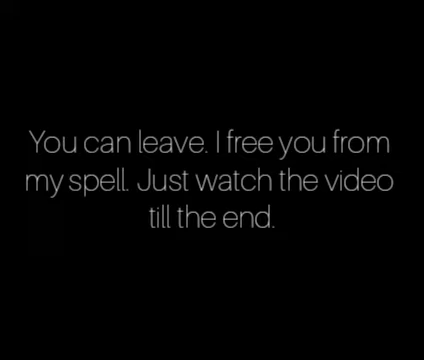 You can leave. I free you from
my spell. Just watch the video
till the end.